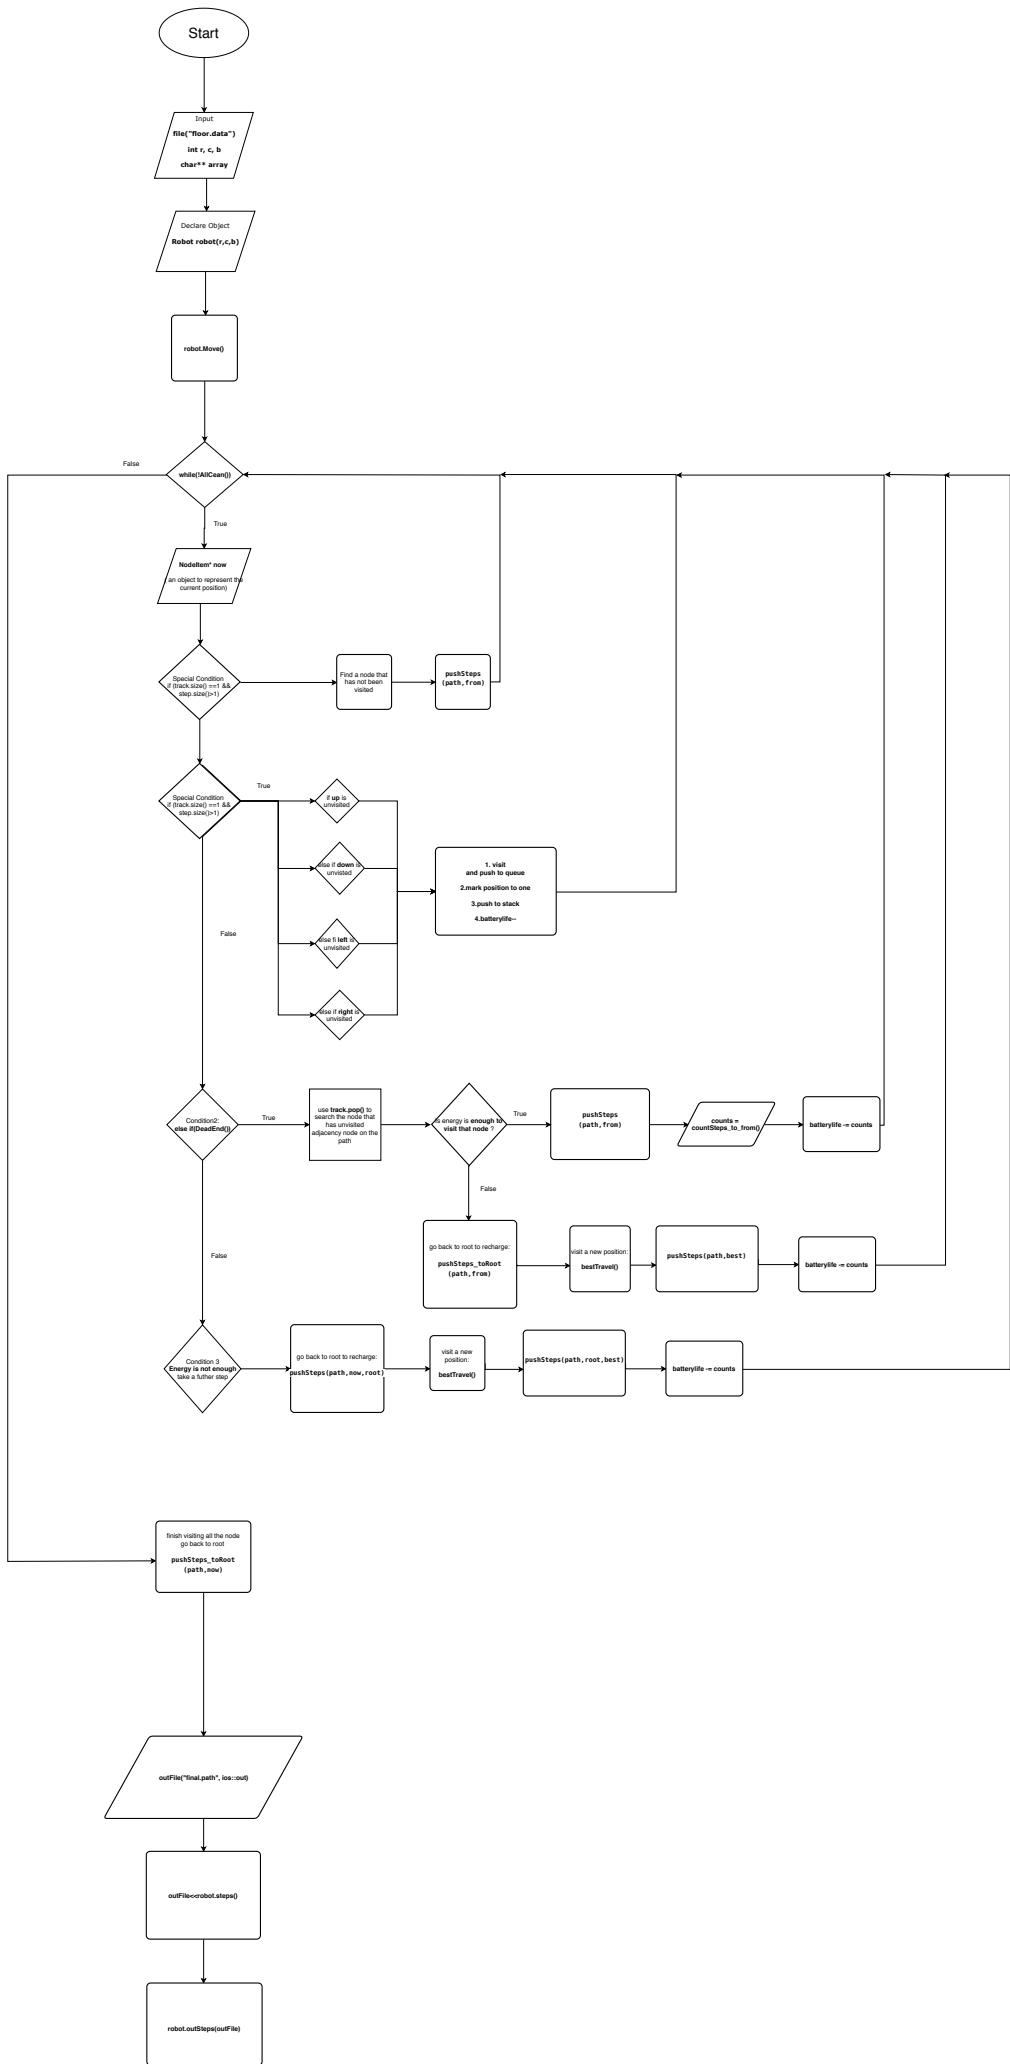 Start
Input
file("floor.data")
int r, c, b
char** array
Declare Object
Robot robot(r,c,b)
robot.Move()
False
while(!AllCean())
True
NodeItem* now
an object to represent the
current position)
Special Condition
if (track.size() ==1 &&
step.size()>1)
Find a node that
has not been
visited
pushSteps
(path,from)
Special Condition
if (track.size() ==1 &&
step.size()>1)
True
if up is
unvisited
else if down is
unvisted
else fi left is
unvisited
else if right is
unvisited
1. visit
and push to queue
2.mark position to one
3.push to stack
4.batterylife--
False
Condition2:
else if(DeadEnd())
True
use track.pop() to
search the node that
has unvisited
adjacency node on the
path
is energy is enough to
visit that node ?
True
pushSteps
(path,from)
counts =
countSteps_to_from()
batterylife -= counts
False
go back to root to recharge:
pushSteps_toRoot
(path,from)
visit a new position:
bestTravel()
pushSteps(path,best)
batterylife -= counts
False
Condition 3
Energy is not enough
take a futher step
go back to root to recharge:
pushSteps(path,now,root)
visit a new
position:
bestTravel()
pushSteps(path,root,best)
batterylife -= counts
finish visiting all the node
go back to root
pushSteps_toRoot
(path,now)
outFile("final.path", ios::out)
outFile<<robot.steps()
robot.outSteps(outFile)